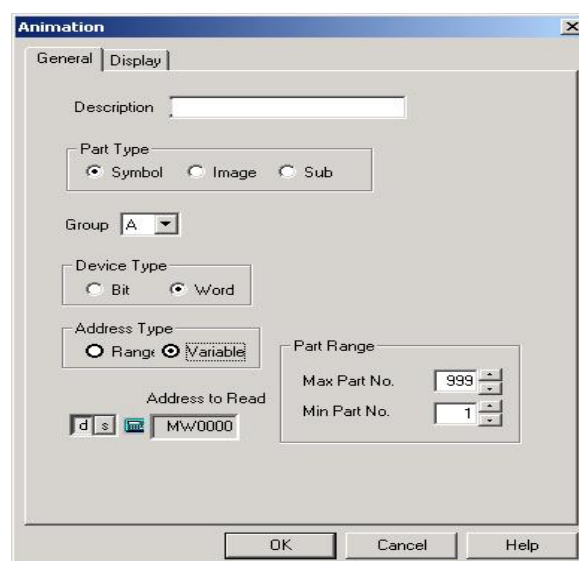 Animation
General Display
Description
Part Type
Symbol Image Sub
Group A
Device Type
Bit Word
Address Type
Range Variable
Part Range
Max Part No. 999
Address to Read
Min Part No. 1
d s MW0000
OK Cancel Help